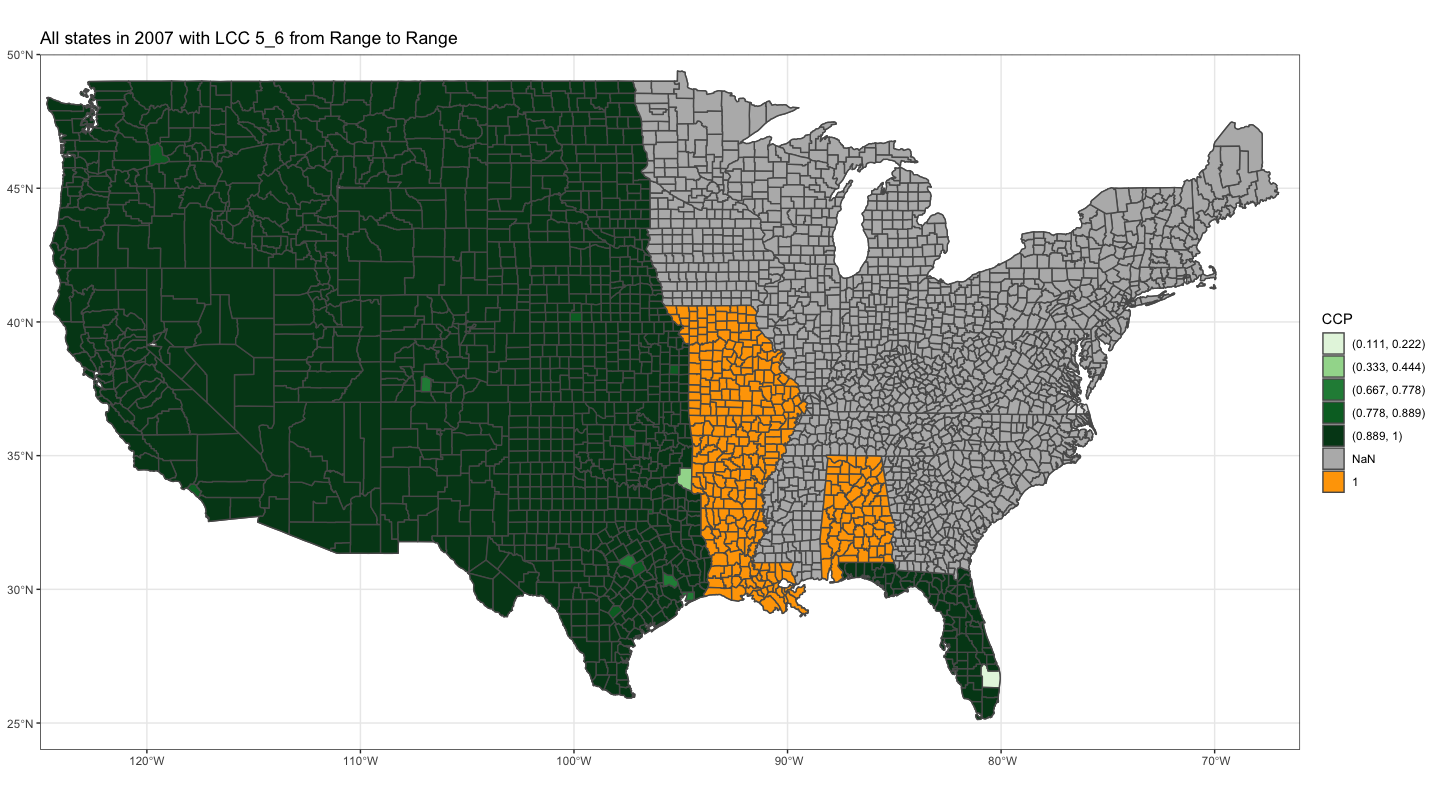 All states in 2007 with LCC 5_6 from Range to Range
50°N
45°N
40°N
35°N
30°N
25°N
120°W
110°W
100°W
90°W
80°W
70°W
CCP
(0.111, 0.222)
(0.333, 0.444)
(0.667, 0.778)
(0.778, 0.889)
(0.889, 1)
NaN
1